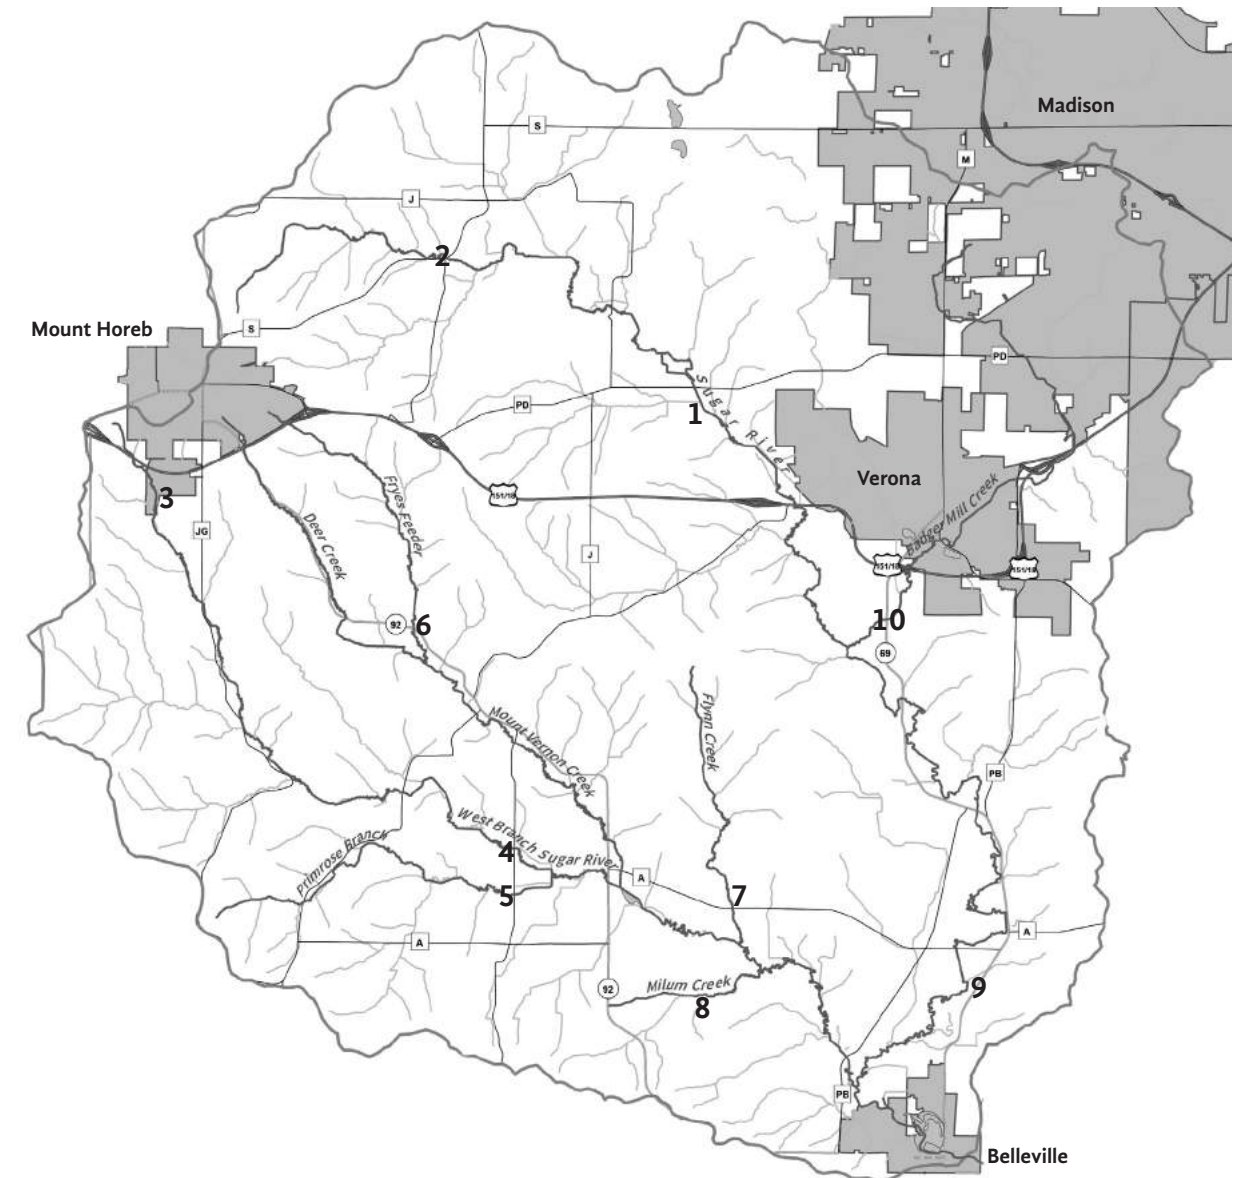 Madison
S
M
J
2
Mount Horeb
S
PD
Sugar River
PD
1
Verona
3
151/18
Fryes Feeder
Badger Mill Creek
Deer Creek
JG
J
151/18
151/18
92
6
10
69
Flynn Creek
Mount Vernon Creek
PB
West Branch Sugar River
Primrose Branch
4
A
5
7
A
A
Milum Creek
92
8
9
PB
Belleville